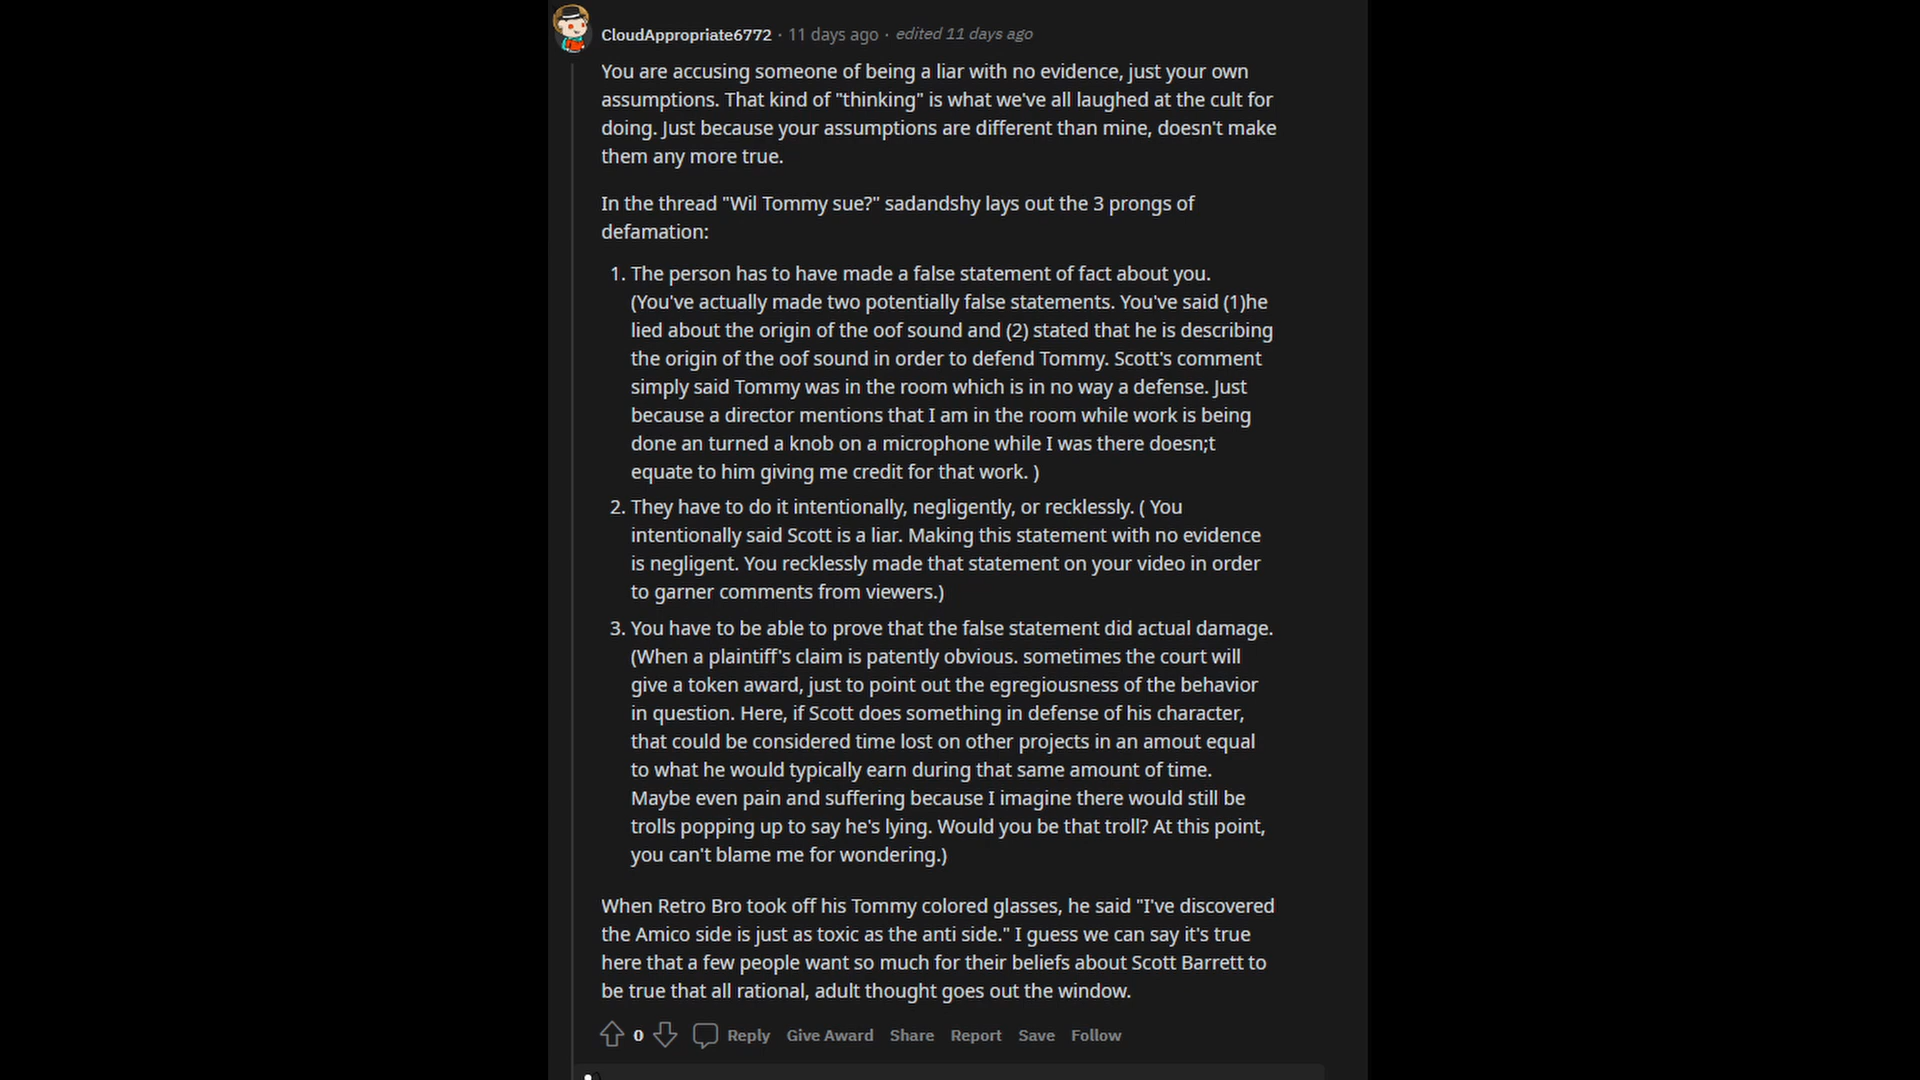 CloudAppropriate6772 · 11 days ago · edited 11 days ago
You are accusing someone of being a liar with no evidence, just your own
assumptions. That kind of "thinking" is what we've all laughed at the cult for
doing. Just because your assumptions are different than mine, doesn't make
them any more true.
In the thread "Wil Tommy sue?" sadandshy lays out the 3 prongs of
defamation:
1. The person has to have made a false statement of fact about you.
(You've actually made two potentially false statements. You've said (1)he
lied about the origin of the oof sound and (2) stated that he is describing
the origin of the oof sound in order to defend Tommy. Scott's comment
simply said Tommy was in the room which is in no way a defense. Just
because a director mentions that I am in the room while work is being
done an turned a knob on a microphone while I was there doesn;t
equate to him giving me credit for that work. )
2. They have to do it intentionally, negligently, or recklessly. ( You
intentionally said Scott is a liar. Making this statement with no evidence
is negligent. You recklessly made that statement on your video in order
to garner comments from viewers.)
3. You have to be able to prove that the false statement did actual damage.
(When a plaintiff's claim is patently obvious. sometimes the court will
give a token award, just to point out the egregiousness of the behavior
in question. Here, if Scott does something in defense of his character,
that could be considered time lost on other projects in an amout equal
to what he would typically earn during that same amount of time.
Maybe even pain and suffering because I imagine there would still be
trolls popping up to say he's lying. Would you be that troll? At this point,
you can't blame me for wondering.)
When Retro Bro took off his Tommy colored glasses, he said "I've discovered
the Amico side is just as toxic as the anti side." I guess we can say it's true
here that a few people want so much for their beliefs about Scott Barrett to
be true that all rational, adult thought goes out the window.
0 Reply Give Award Share Report Save Follow